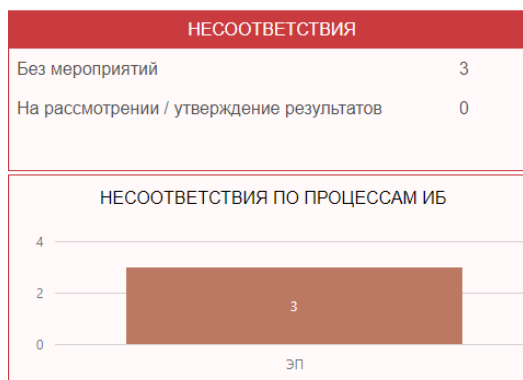 НЕСООТВЕТСТВИЯ
Без мероприятий 3
На рассмотрении / утверждение результатов 0
НЕСООТВЕТСТВИЯ ПО ПРОЦЕССАМ ИБ
4
2
3
0
ЭП